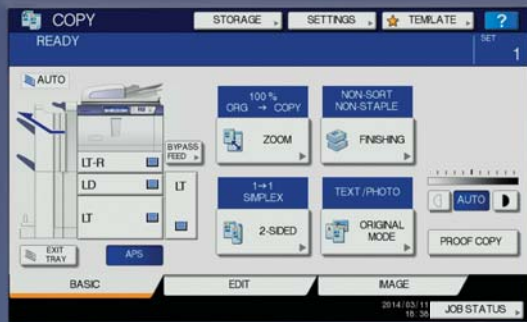 COPY
STORAGE
SETTINGS
TEMPLATE
?
READY
SET
1
AUTO
100 %
ORG → COPY
ZOOM
NON-SORT
NON-STAPLE
FINISHING
BYPASS
FEED
LT-R
LD
LT
LT
1→1
SIMPLEX
2-SIDED
TEXT/PHOTO
ORIGINAL
MODE
AUTO
PROOF COPY
EXIT
TRAY
APS
BASIC
EDIT
IMAGE
2014/03/11
16:36
JOB STATUS